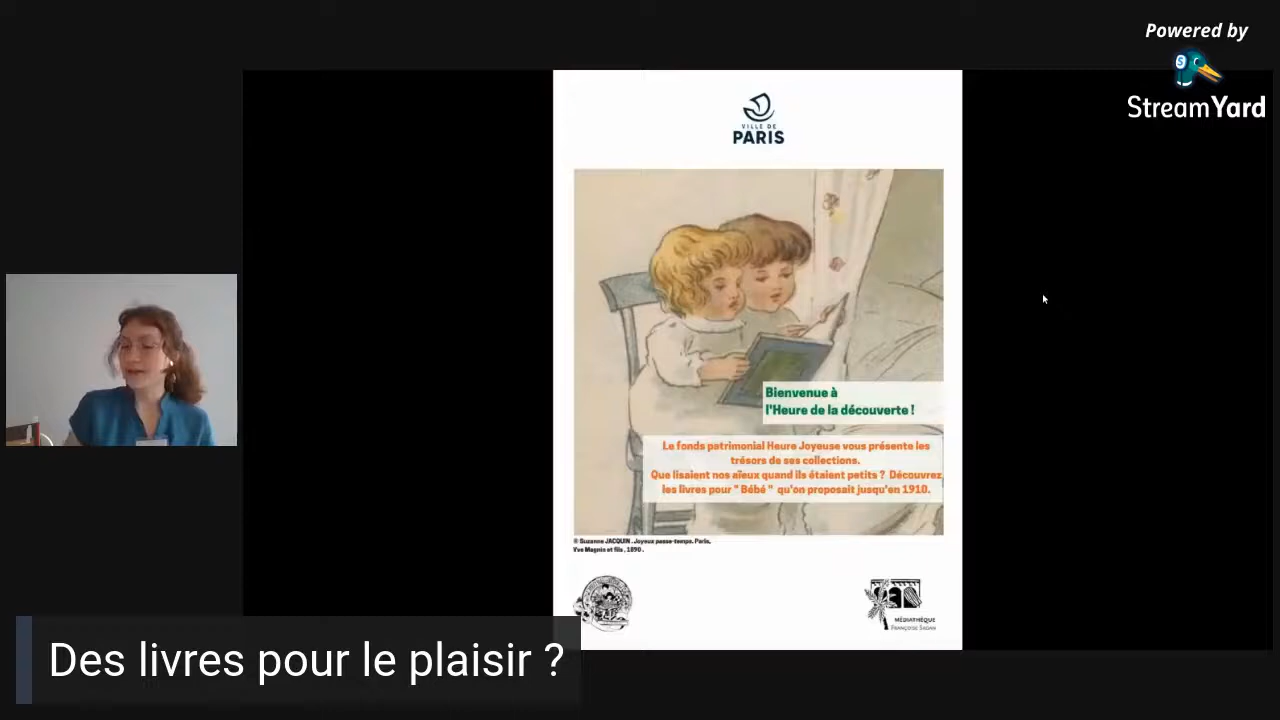 Powered by
StreamYard
VILLE DE
PARIS
Bienvenue à
l'Heure de la découverte !
Le fonds patrimonial Heure Joyeuse vous présente les
trésors de ses collections.
Que lisaient nos aïeux quand ils étaient petits ? Découvrez
les livres pour " Bébé " qu'on proposait jusqu'en 1910.
© Suzanne JACQUIN . Joyeux passe-temps. Paris,
Vve Magnin et fils , 1890 .
MÉDIATHÈQUE
FRANÇOISE SAGAN
Des livres pour le plaisir ?